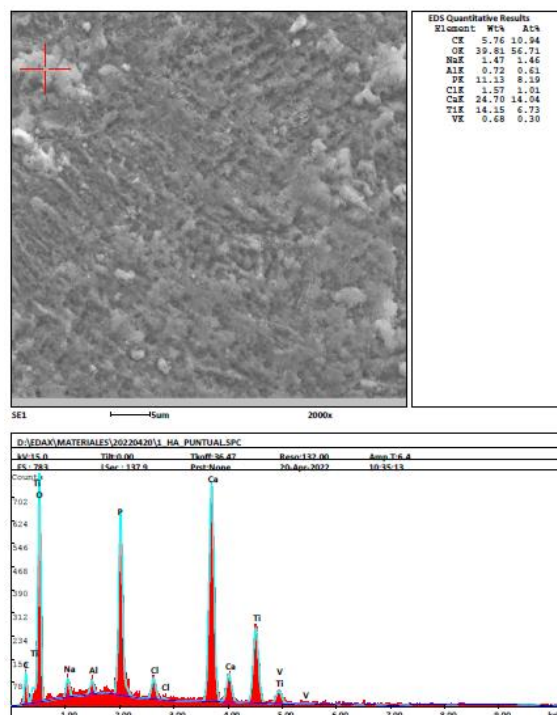 EDS Quantitative Results
Element Wt% At%
CK 5.76 10.94
OK 39.81 56.71
NaK 1.47 1.46
AlK 0.72 0.61
PK 11.13 8.19
ClK 1.57 1.01
CaK 24.70 14.04
TiK 14.15 6.73
VK 0.68 0.30
SE1 5um 2000x
D:\EDAX\MATERIALES\20220420\1_HA_PUNTUAL.SPC
kV:15.0 Tilt:0.00 Tkoff:36.47 Reso:132.00 Amp.T:6.4
FS : 783 LSec : 137.9 Prst:None 20-Apr-2022 10:35:13
Count
Ti
O
Ca
702
P
624
546
468
390
312
Ti
234
156
C Ti Na Al Cl Cl Ca Ti V V
78
1.00 2.00 3.00 4.00 5.00 6.00 7.00 8.00 9.00